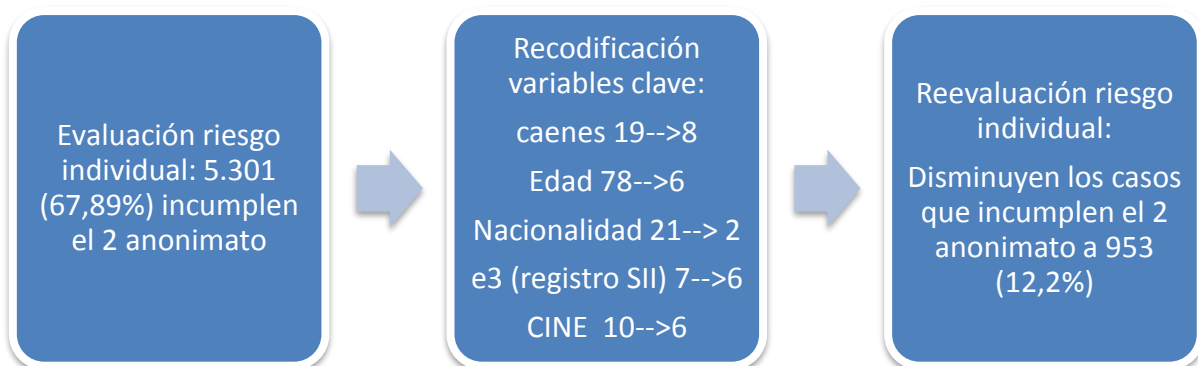 Evaluación riesgo
individual: 5.301
(67,89%) incumplen
el 2 anonimato
Recodificación
variables clave:
caenes 19-->8
Edad 78-->6
Nacionalidad 21--> 2
e3 (registro SII) 7-->6
CINE 10-->6
Reevaluación riesgo
individual:
Disminuyen los casos
que incumplen el 2
anonimato a 953
(12,2%)